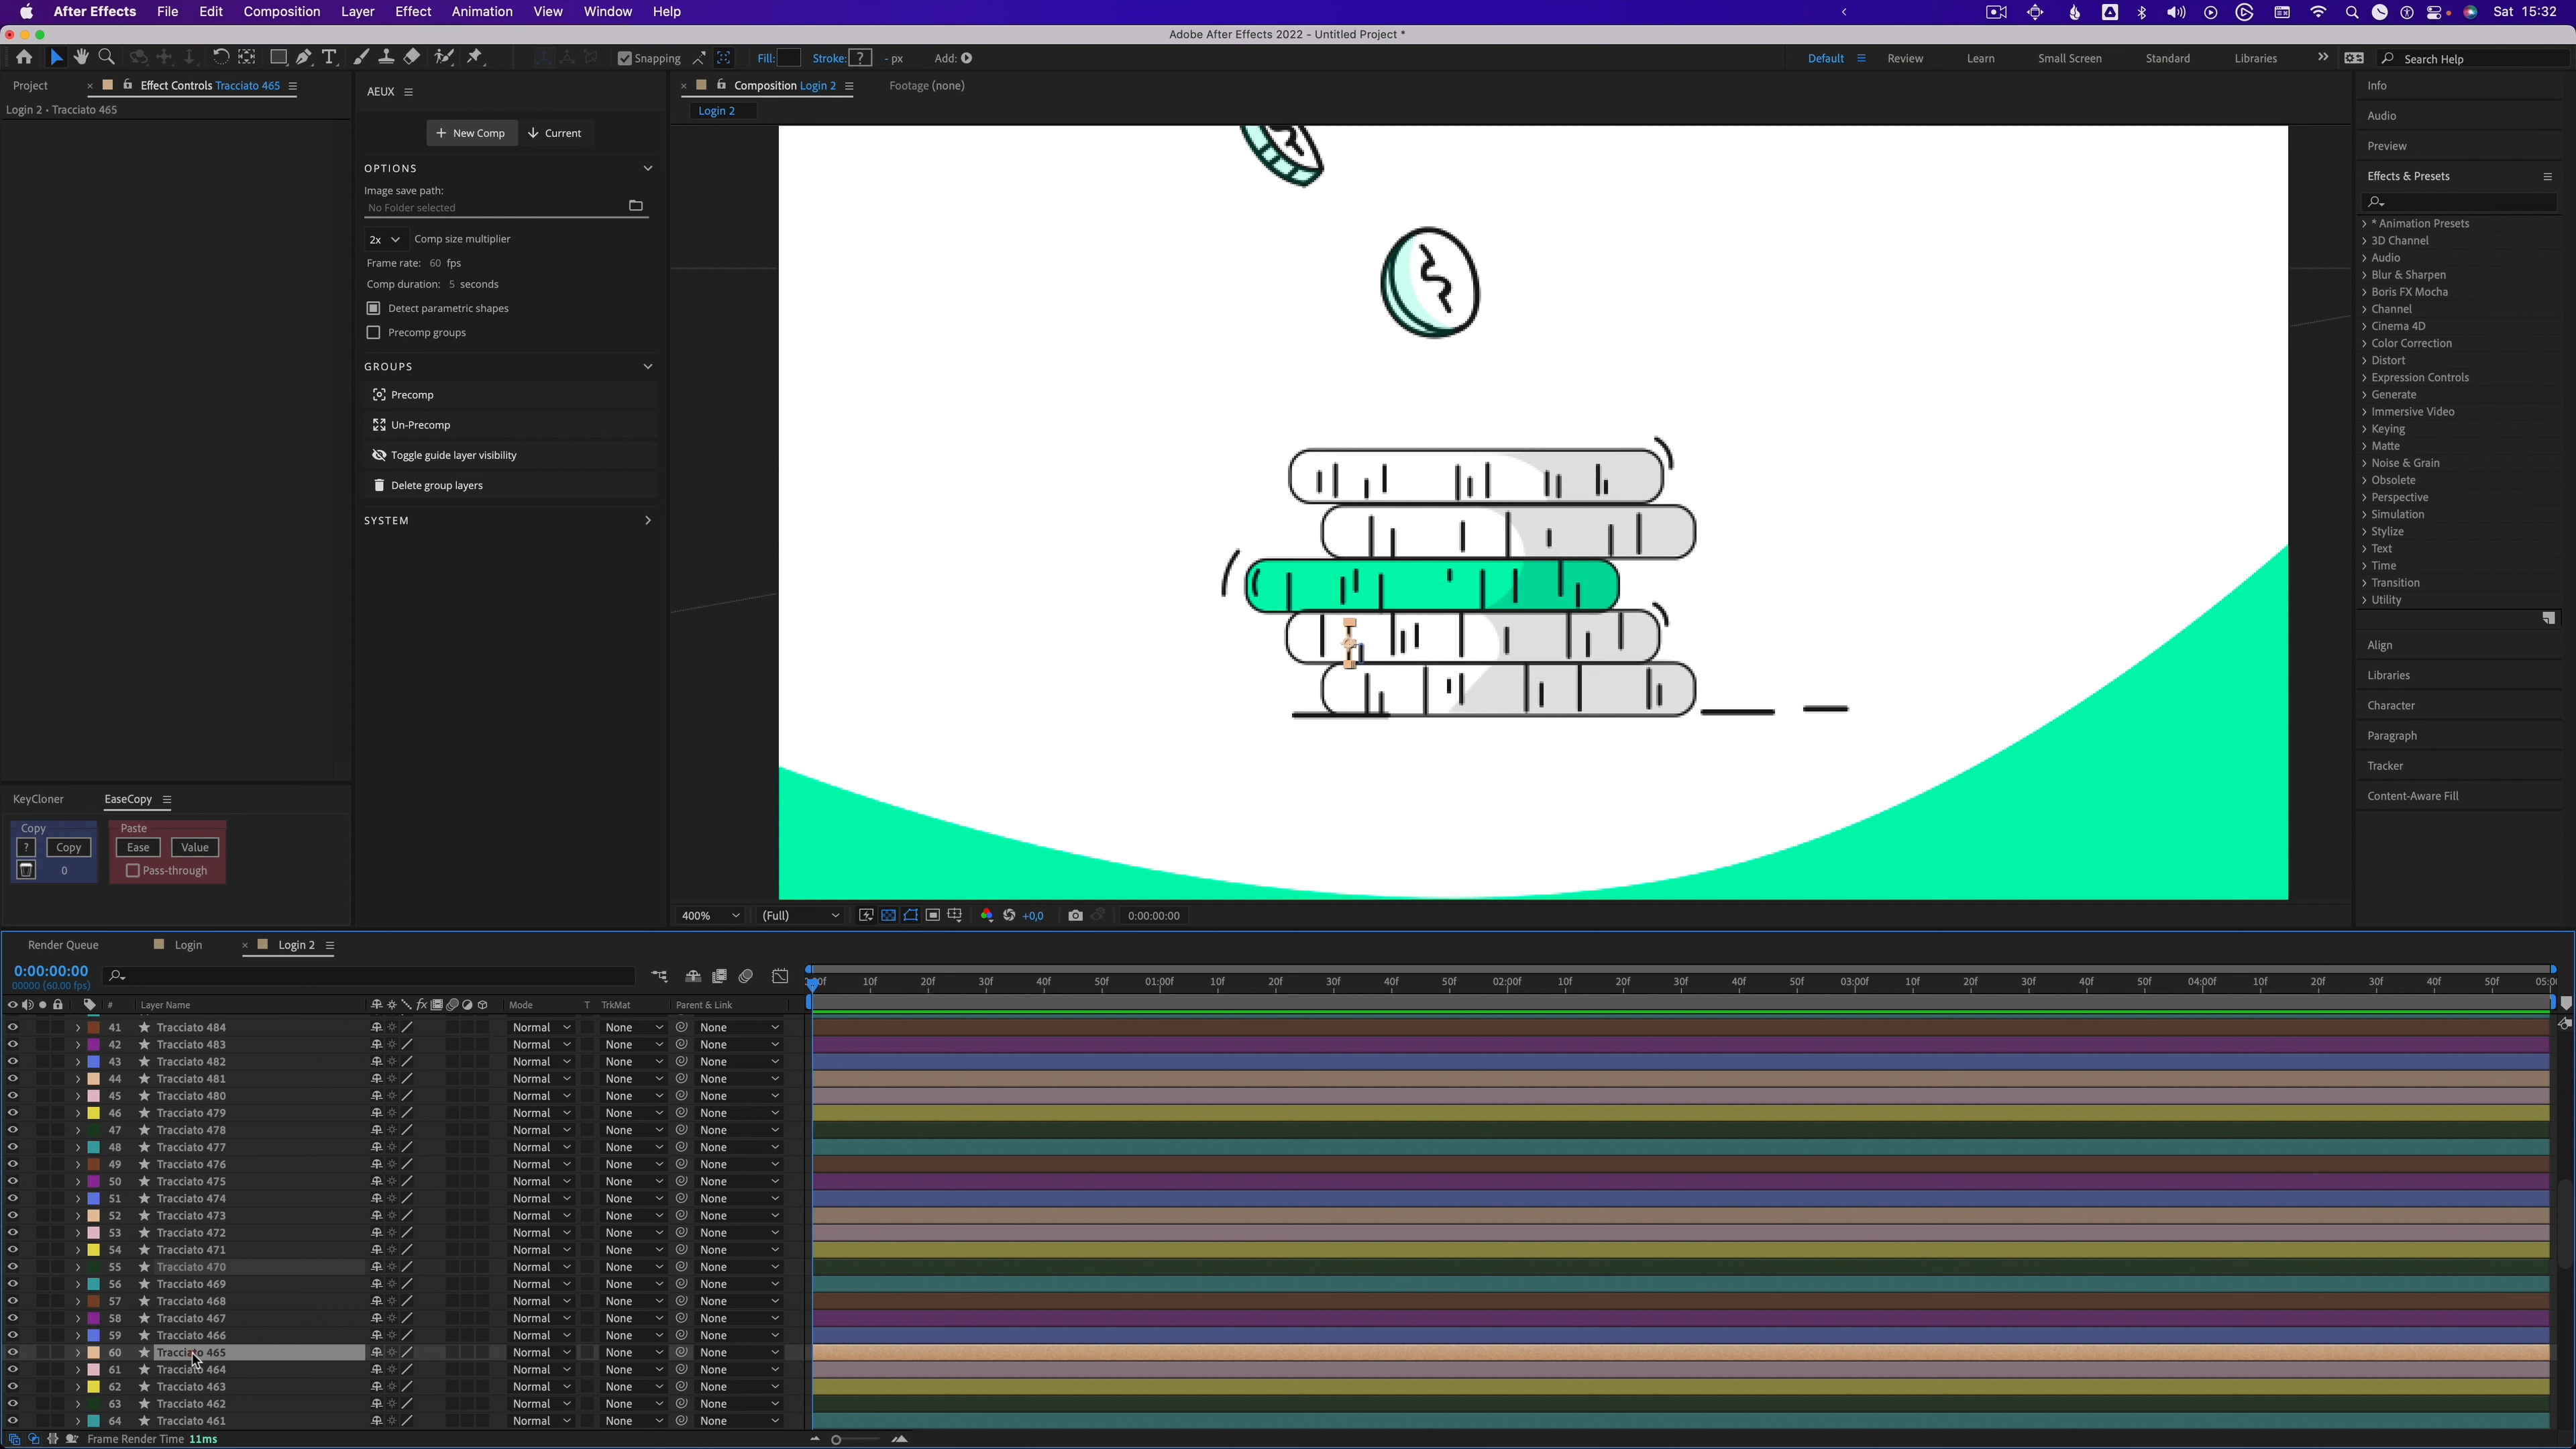 After Effects File Edit Composition Layer Effect Animation View Window Help Sat 15:32
Adobe After Effects 2022 - Untitled Project *
Snapping Fill: Stroke: ? - px Add: Default Review Learn Small Screen Standard Libraries Search Help
Project Effect Controls Tracciato 465
Login 2 • Tracciato 465
AEUX
New Comp Current
OPTIONS
Image save path:
No Folder selected
2x Comp size multiplier
Frame rate: 60 fps
Comp duration: 5 seconds
Detect parametric shapes
Precomp groups
GROUPS
Precomp
Un-Precomp
Toggle guide layer visibility
Delete group layers
SYSTEM
KeyCloner EaseCopy
Copy Paste
? Copy Ease Value
0 Pass-through
Composition Login 2 Footage (none)
Login 2
400% (Full) +0,0 0:00:00:00
Info
Audio
Preview
Effects & Presets
* Animation Presets
3D Channel
Audio
Blur & Sharpen
Boris FX Mocha
Channel
Cinema 4D
Color Correction
Distort
Expression Controls
Generate
Immersive Video
Keying
Matte
Noise & Grain
Obsolete
Perspective
Simulation
Stylize
Text
Time
Transition
Utility
Align
Libraries
Character
Paragraph
Tracker
Content-Aware Fill
Render Queue Login Login 2
0:00:00:00
00000 (60.00 fps)
10f 20f 30f 40f 50f 01:00f 10f 20f 30f 40f 50f 02:00f 10f 20f 30f 40f 50f 03:00f 10f 20f 30f 40f 50f 04:00f 10f 20f 30f 40f 50f
# Layer Name Mode T TrkMat Parent & Link
41 Tracciato 484 Normal None None
42 Tracciato 483 Normal None None
43 Tracciato 482 Normal None None
44 Tracciato 481 Normal None None
45 Tracciato 480 Normal None None
46 Tracciato 479 Normal None None
47 Tracciato 478 Normal None None
48 Tracciato 477 Normal None None
49 Tracciato 476 Normal None None
50 Tracciato 475 Normal None None
51 Tracciato 474 Normal None None
52 Tracciato 473 Normal None None
53 Tracciato 472 Normal None None
54 Tracciato 471 Normal None None
55 Tracciato 470 Normal None None
56 Tracciato 469 Normal None None
57 Tracciato 468 Normal None None
58 Tracciato 467 Normal None None
59 Tracciato 466 Normal None None
60 Tracciato 465 Normal None None
61 Tracciato 464 Normal None None
62 Tracciato 463 Normal None None
63 Tracciato 462 Normal None None
64 Tracciato 461 Normal None None
Frame Render Time 11ms